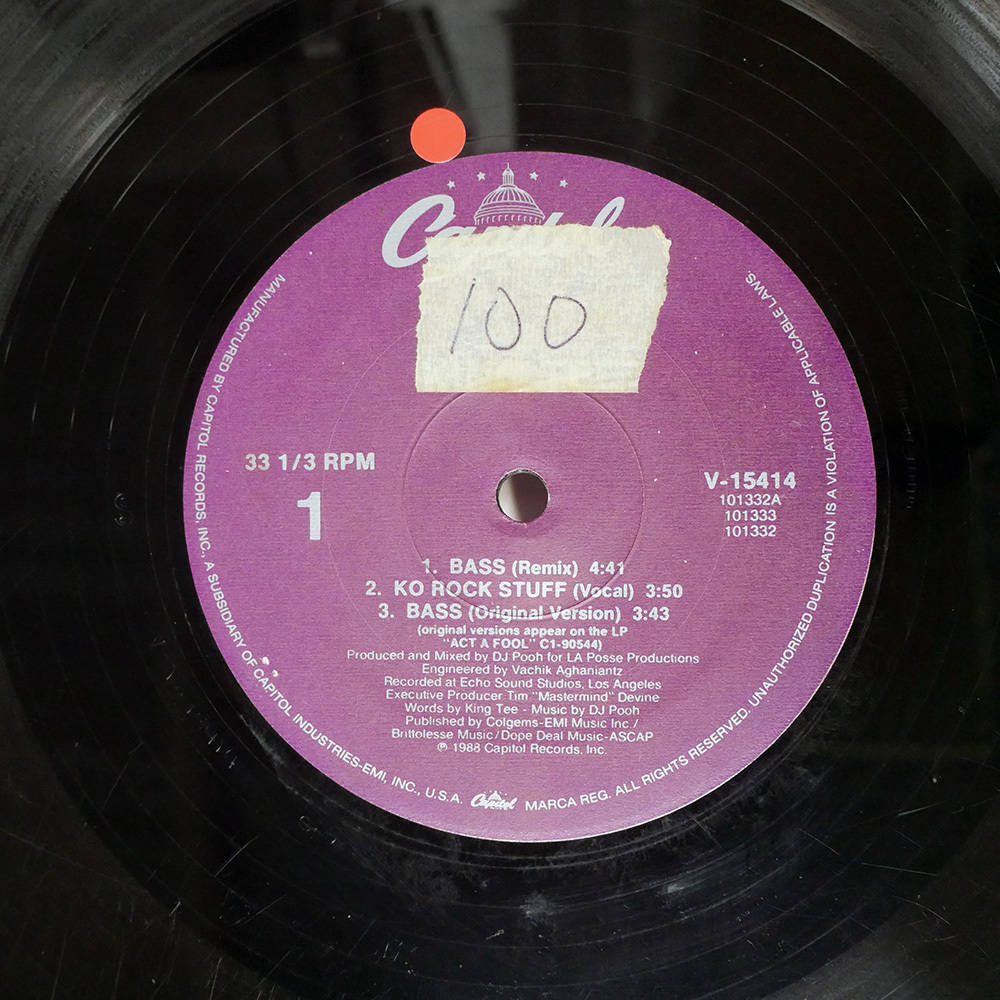 Capitol
100
MANUFACTURED BY CAPITOL RECORDS, INC., A SUBSIDIARY OF CAPITOL INDUSTRIES-EMI, INC., U.S.A. Capitol MARCA REG. ALL RIGHTS RESERVED. UNAUTHORIZED DUPLICATION IS A VIOLATION OF APPLICABLE LAWS.
33 1/3 RPM
1
V-15414
101332A
101333
101332
1. BASS (Remix) 4:41
2. KO ROCK STUFF (Vocal) 3:50
3. BASS (Original Version) 3:43
(original versions appear on the LP
"ACT A FOOL" C1-90544)
Produced and Mixed by DJ Pooh for LA Posse Productions
Engineered by Vachik Aghaniantz
Recorded at Echo Sound Studios, Los Angeles
Executive Producer Tim "Mastermind" Devine
Words by King Tee - Music by DJ Pooh
Published by Colgems-EMI Music Inc./
Brittolesse Music/Dope Deal Music-ASCAP
℗ 1988 Capitol Records, Inc.